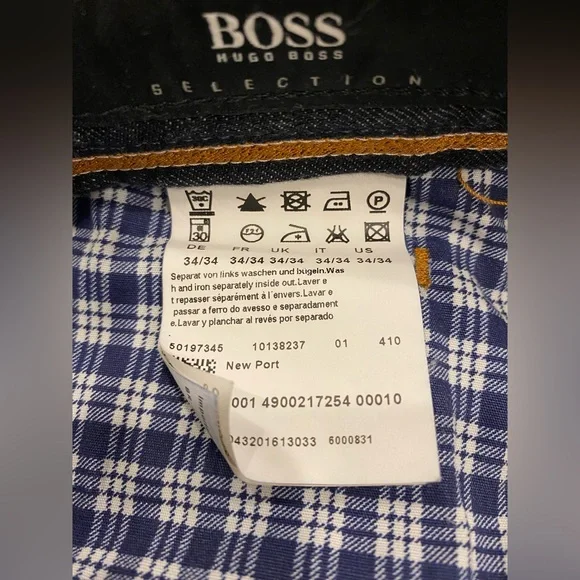 BOSS
HUGO BOSS
SELECTION
30C P
30
DE FR UK IT US
34/34 34/34 34/34 34/34 34/34
Separat von links waschen und bügeln.Was
h and iron separately inside out.Laver e
t repasser séparément à l'envers.Lavar e
passar a ferro do avesso e separadament
e.Lavar y planchar al revés por separado
50197345 10138237 01 410
New Port
001 4900217254 00010
043201613033 5000831